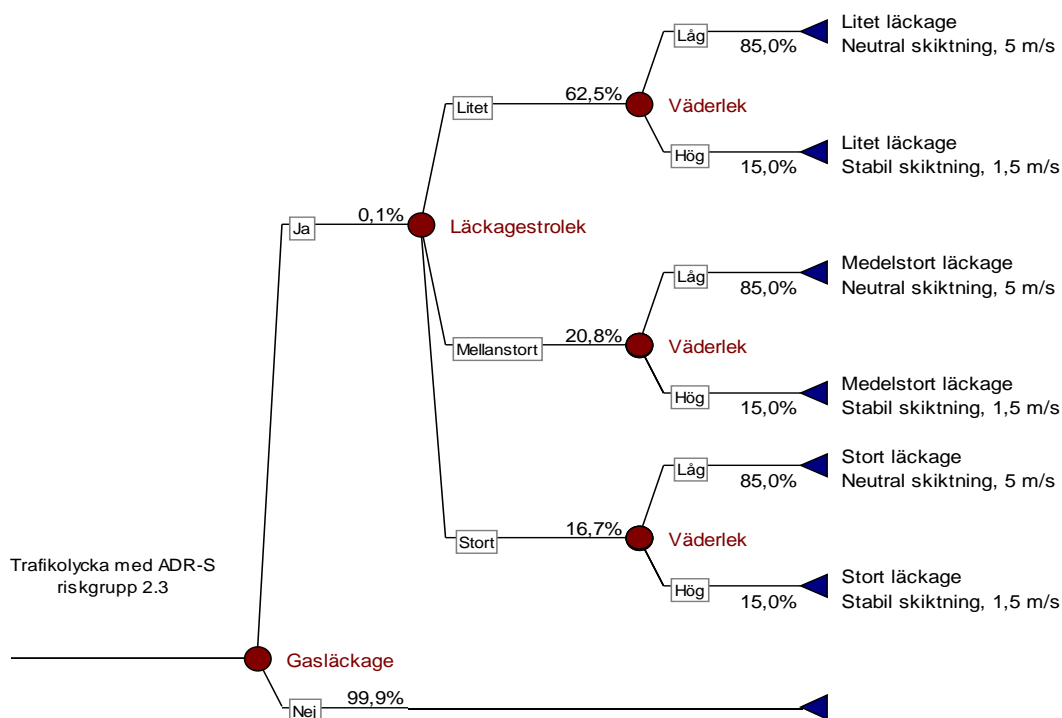 Litet läckage
Låg
85,0%
Neutral skiktning, 5 m/s
Litet
62,5%
Väderlek
Litet läckage
Hög
15,0%
Stabil skiktning, 1,5 m/s
Ja
0,1%
Läckagestrolek
Medelstort läckage
Låg
85,0%
Neutral skiktning, 5 m/s
Mellanstort
20,8%
Väderlek
Medelstort läckage
Hög
15,0%
Stabil skiktning, 1,5 m/s
Stort läckage
Låg
85,0%
Neutral skiktning, 5 m/s
Stort
16,7%
Väderlek
Stort läckage
Hög
15,0%
Stabil skiktning, 1,5 m/s
Trafikolycka med ADR-S
riskgrupp 2.3
Gasläckage
Nej
99,9%